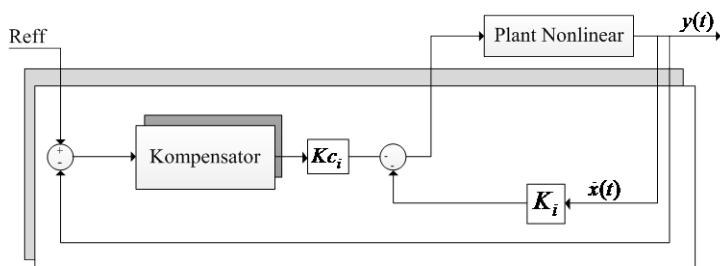 Reff
Plant Nonlinear
y(t)
+
-
Kompensator
Kc_i
-
-
K_i
x̄(t)